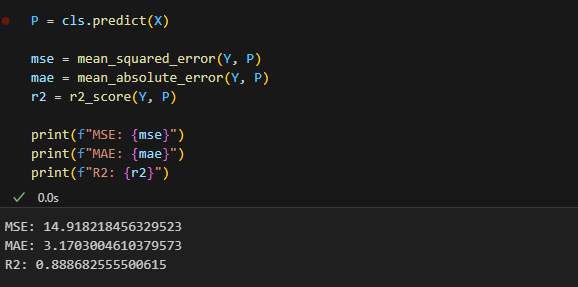 P = cls.predict(X)
mse = mean_squared_error(Y, P)
mae = mean_absolute_error(Y, P)
r2 = r2_score(Y, P)
print(f"MSE: {mse}")
print(f"MAE: {mae}")
print(f"R2: {r2}")
0.0s
MSE: 14.918218456329523
MAE: 3.1703004610379573
R2: 0.888682555500615